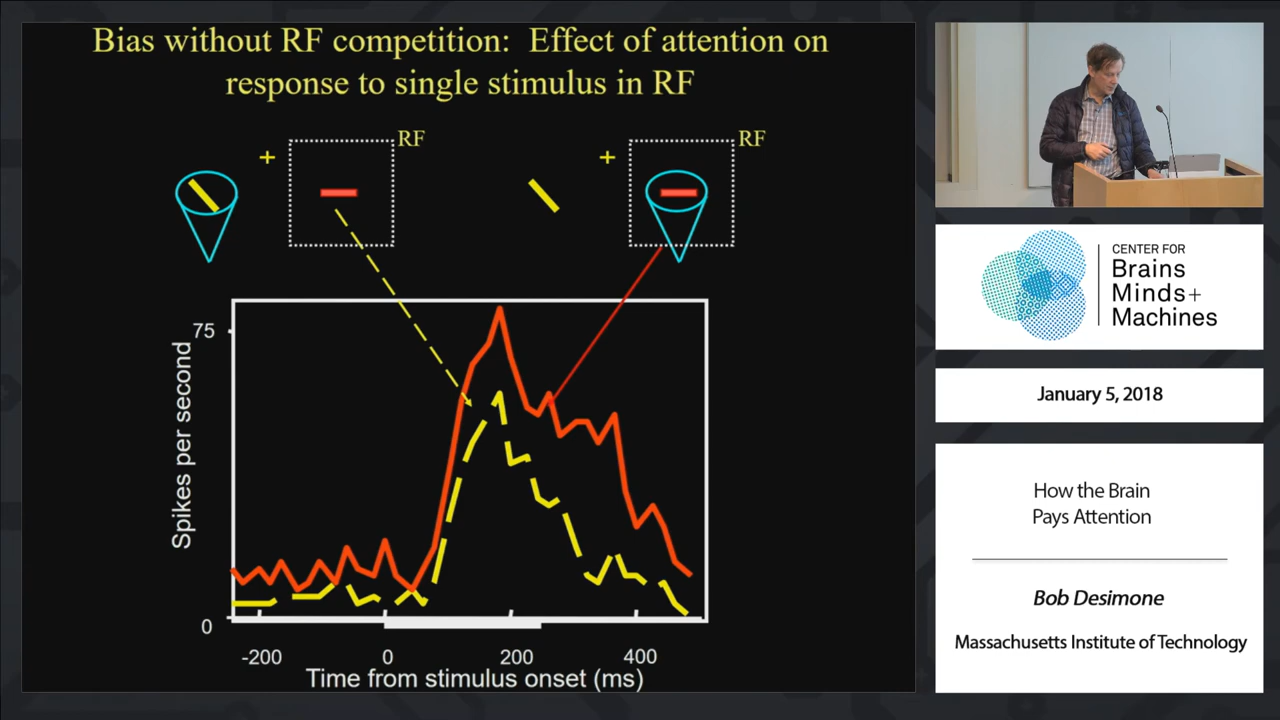 Bias without RF competition:  Effect of attention on
response to single stimulus in RF
+
RF
+
RF
75
0
Spikes per second
-200
0
200
400
Time from stimulus onset (ms)
CENTER FOR
Brains
Minds+
Machines
January 5, 2018
How the Brain
Pays Attention
Bob Desimone
Massachusetts Institute of Technology